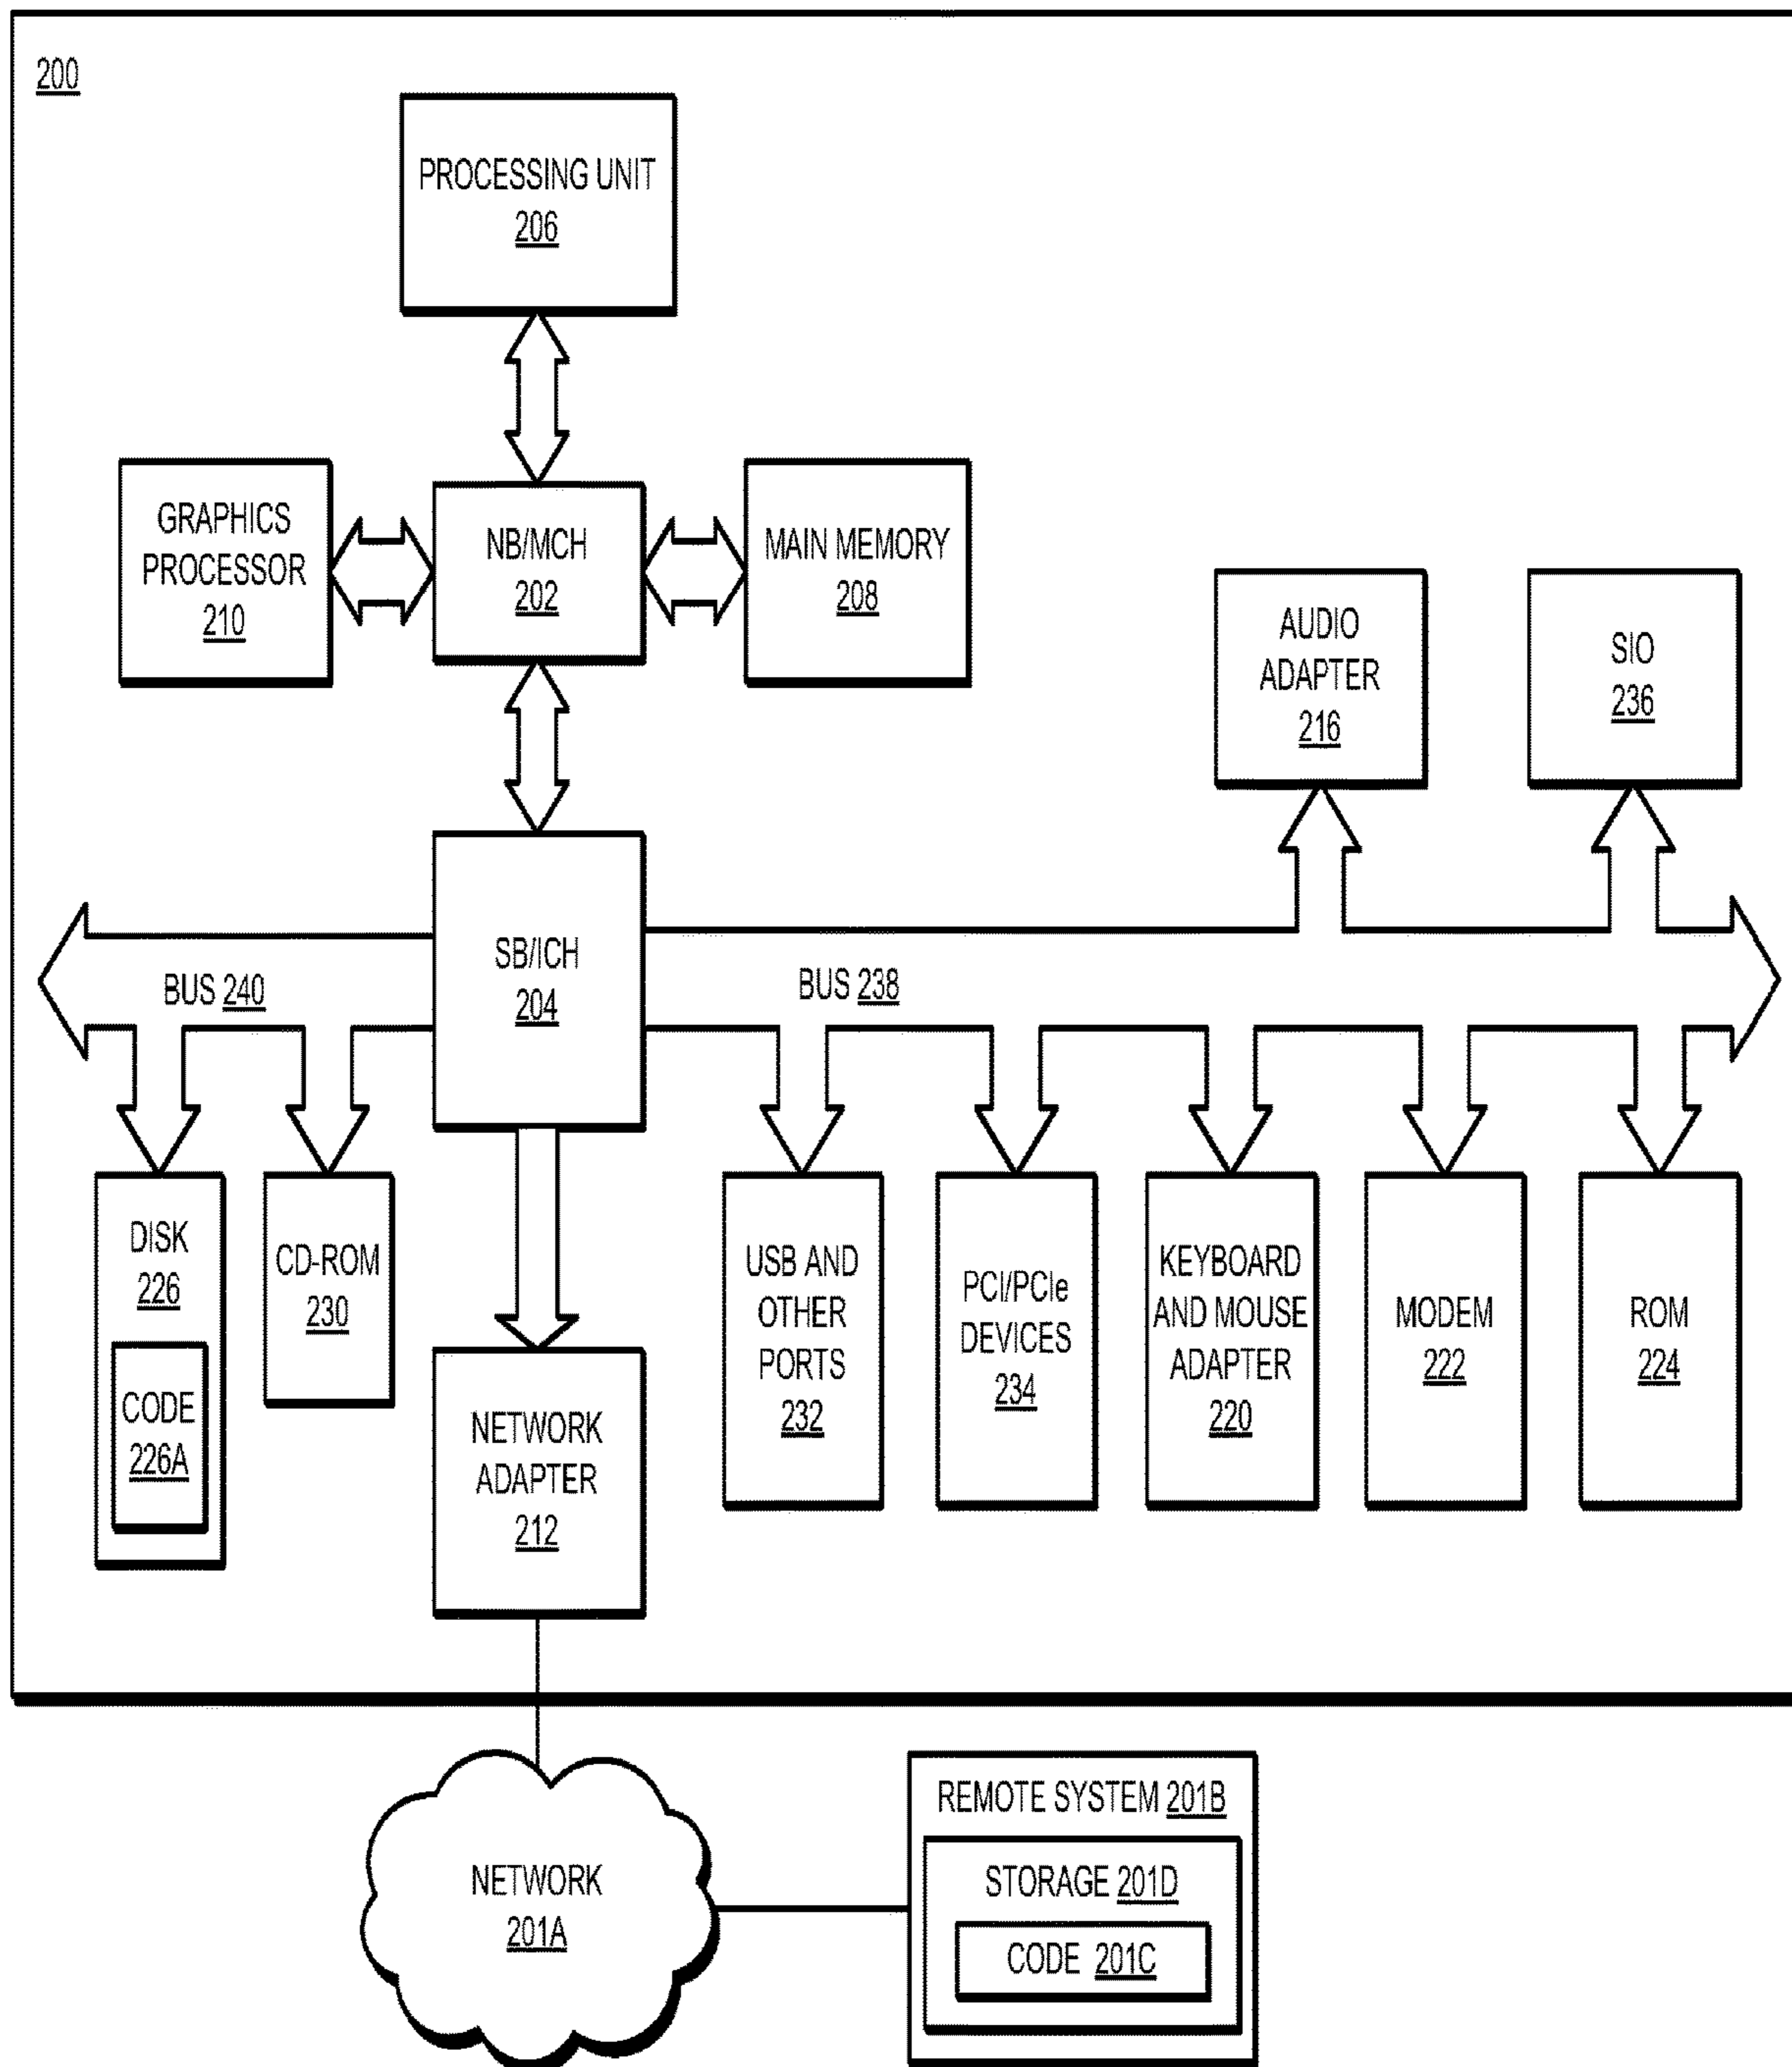 200
PROCESSING UNIT
206
GRAPHICS
PROCESSOR
210
NB/MCH
202
MAIN MEMORY
208
AUDIO
ADAPTER
216
SIO
236
SB/ICH
204
BUS 240
BUS 238
DISK
226
CODE
226A
CD-ROM
230
NETWORK
ADAPTER
212
USB AND
OTHER
PORTS
232
PCI/PCIe
DEVICES
234
KEYBOARD
AND MOUSE
ADAPTER
220
MODEM
222
ROM
224
NETWORK
201A
REMOTE SYSTEM 201B
STORAGE 201D
CODE 201C